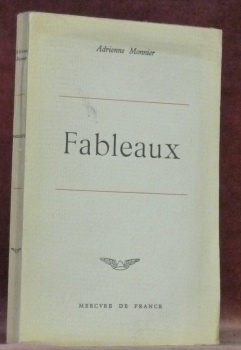 Adrienne Monnier
Fableaux
MERCVRE DE FRANCE